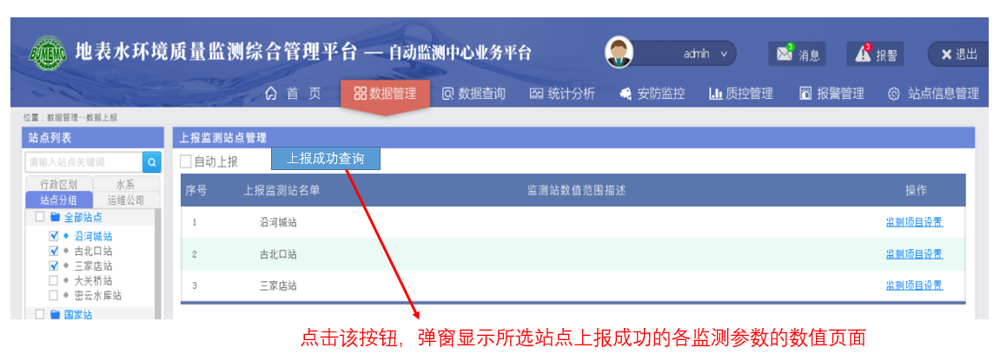 BJMEMC
地表水环境质量监测综合管理平台 — 自动监测中心业务平台
admin
3 消息
3 报警
退出
首 页
数据管理
数据查询
统计分析
安防监控
质控管理
报警管理
站点信息管理
位置：数据管理--数据上报
站点列表
请输入站点关键词
行政区划 水系
站点分组 运维公司
全部站点
沿河城站
古北口站
三家店站
大关桥站
密云水库站
国家站
上报监测站点管理
自动上报
上报成功查询
序号 上报监测站名单 监测站数值范围描述 操作
1 沿河城站 监测项目设置
2 古北口站 监测项目设置
3 三家店站 监测项目设置
点击该按钮，弹窗显示所选站点上报成功的各监测参数的数值页面